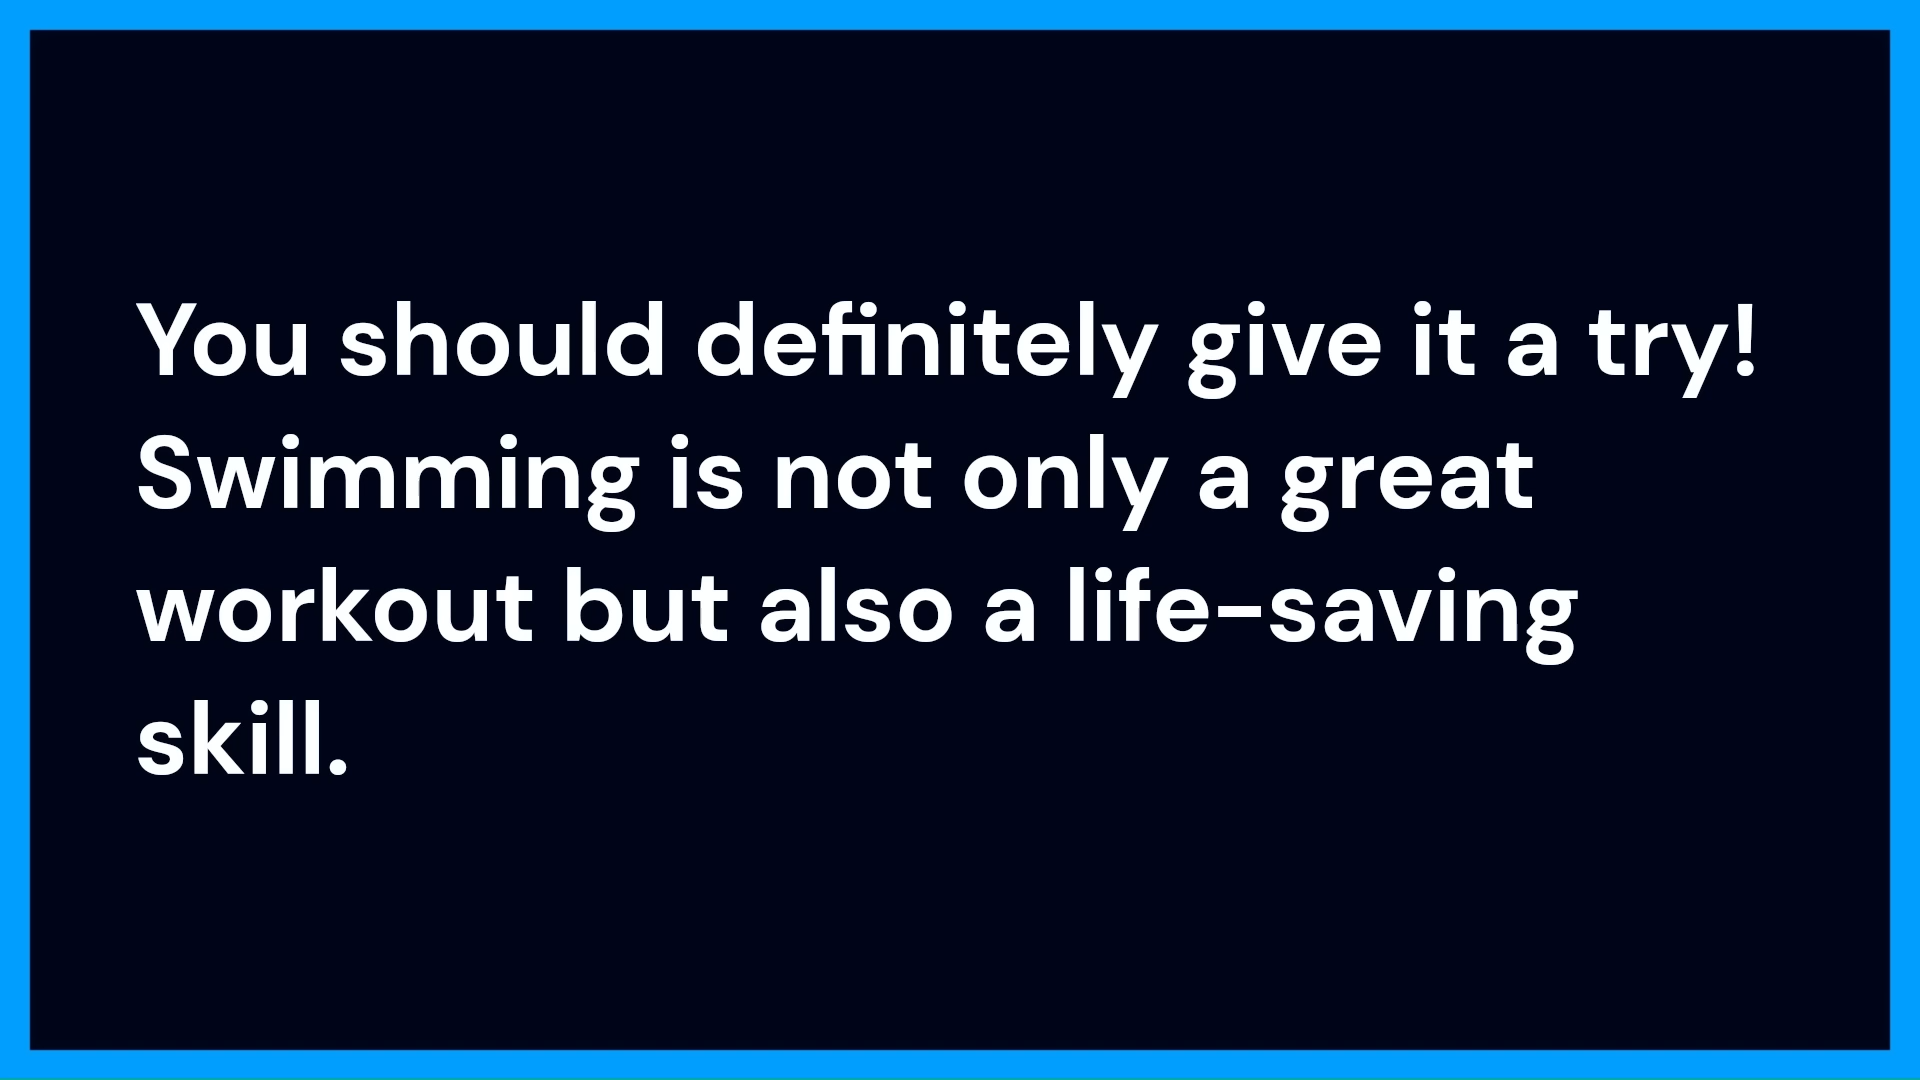 You should definitely give it a try!
Swimming is not only a great
workout but also a life-saving
skill.